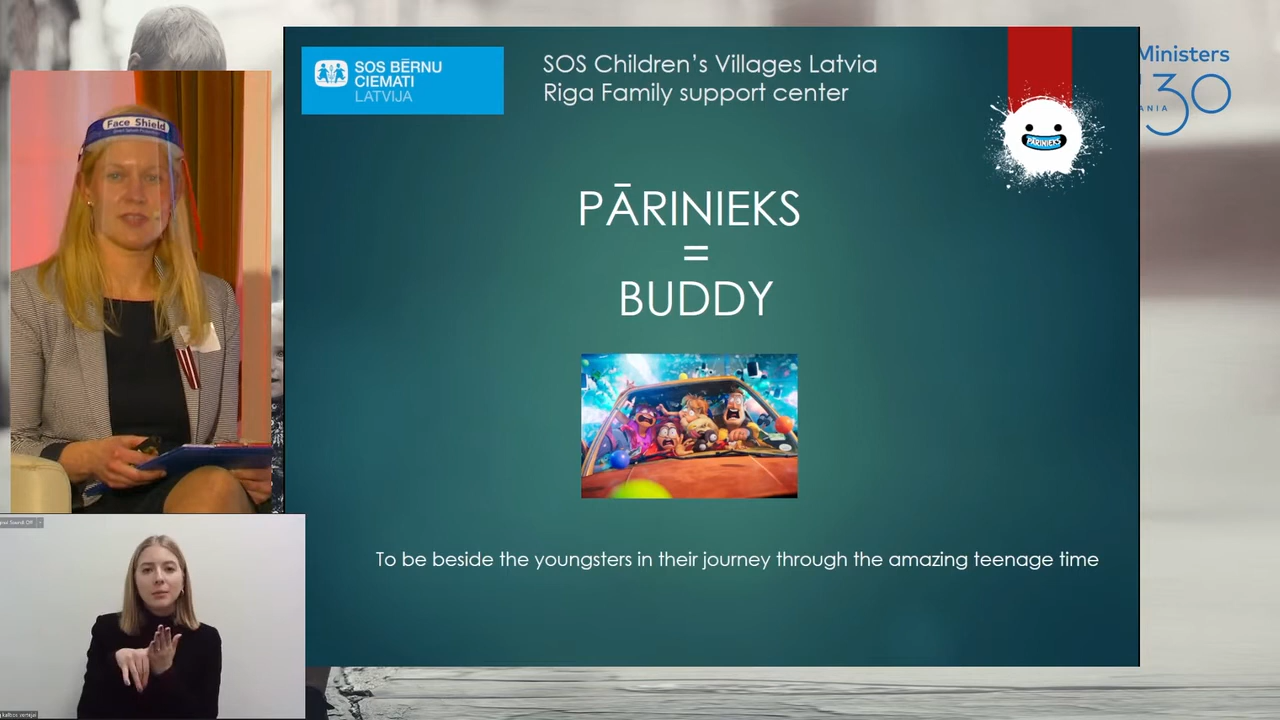 SOS BĒRNU
CIEMATI
LATVIJA
SOS Children's Villages Latvia
Riga Family support center
PĀRINIEKS
Ministers
ANIA
30
Face Shield
PĀRINIEKS
=
BUDDY
To be beside the youngsters in their journey through the amazing teenage time